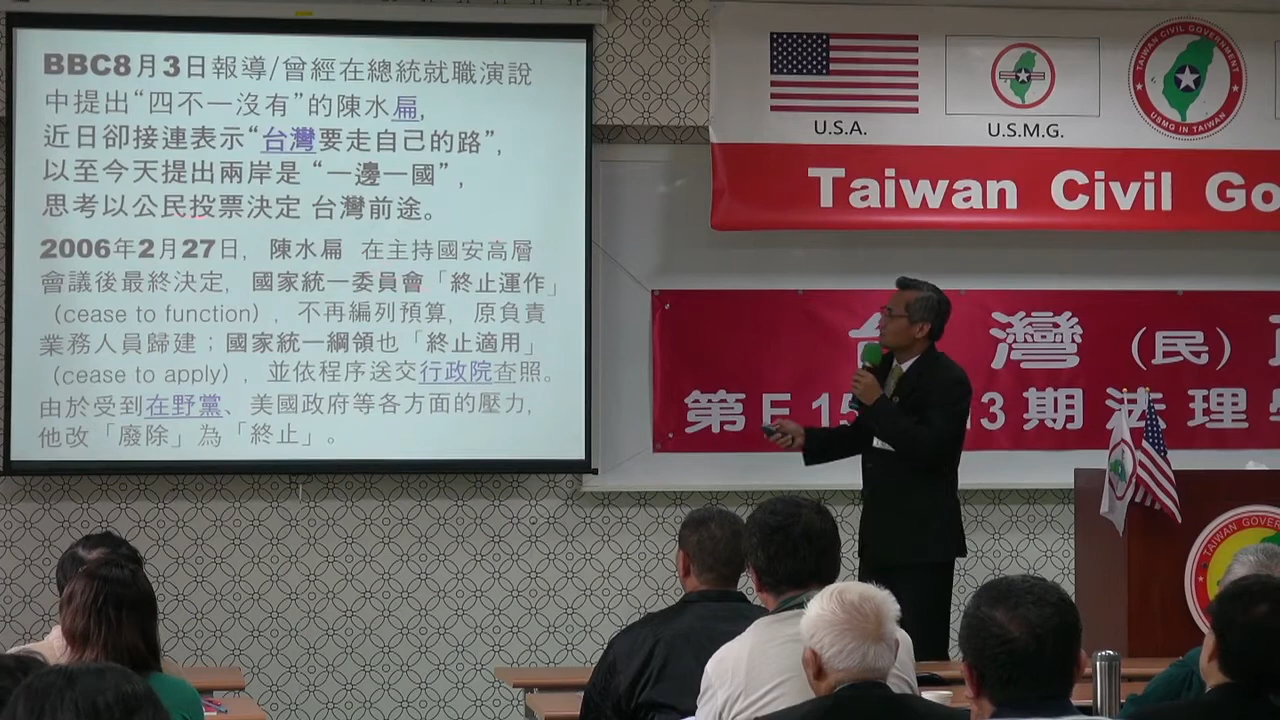 BBC8月3日報導/曾經在總統就職演說
中提出“四不一沒有”的陳水扁,
近日卻接連表示“台灣要走自己的路”,
以至今天提出兩岸是 “一邊一國”,
思考以公民投票決定 台灣前途。
2006年2月27日, 陳水扁 在主持國安高層
會議後最終決定, 國家統一委員會「終止運作」
(cease to function), 不再編列預算, 原負責
業務人員歸建;國家統一綱領也「終止適用」
(cease to apply), 並依程序送交行政院查照。
由於受到在野黨、美國政府等各方面的壓力,
他改「廢除」為「終止」。
U.S.A.
U.S.M.G.
TAIWAN CIVIL GOVERNMENT
USMG IN TAIWAN
Taiwan Civil Go
台灣(民)
第E 15 3期法理
TAIWAN GOVER